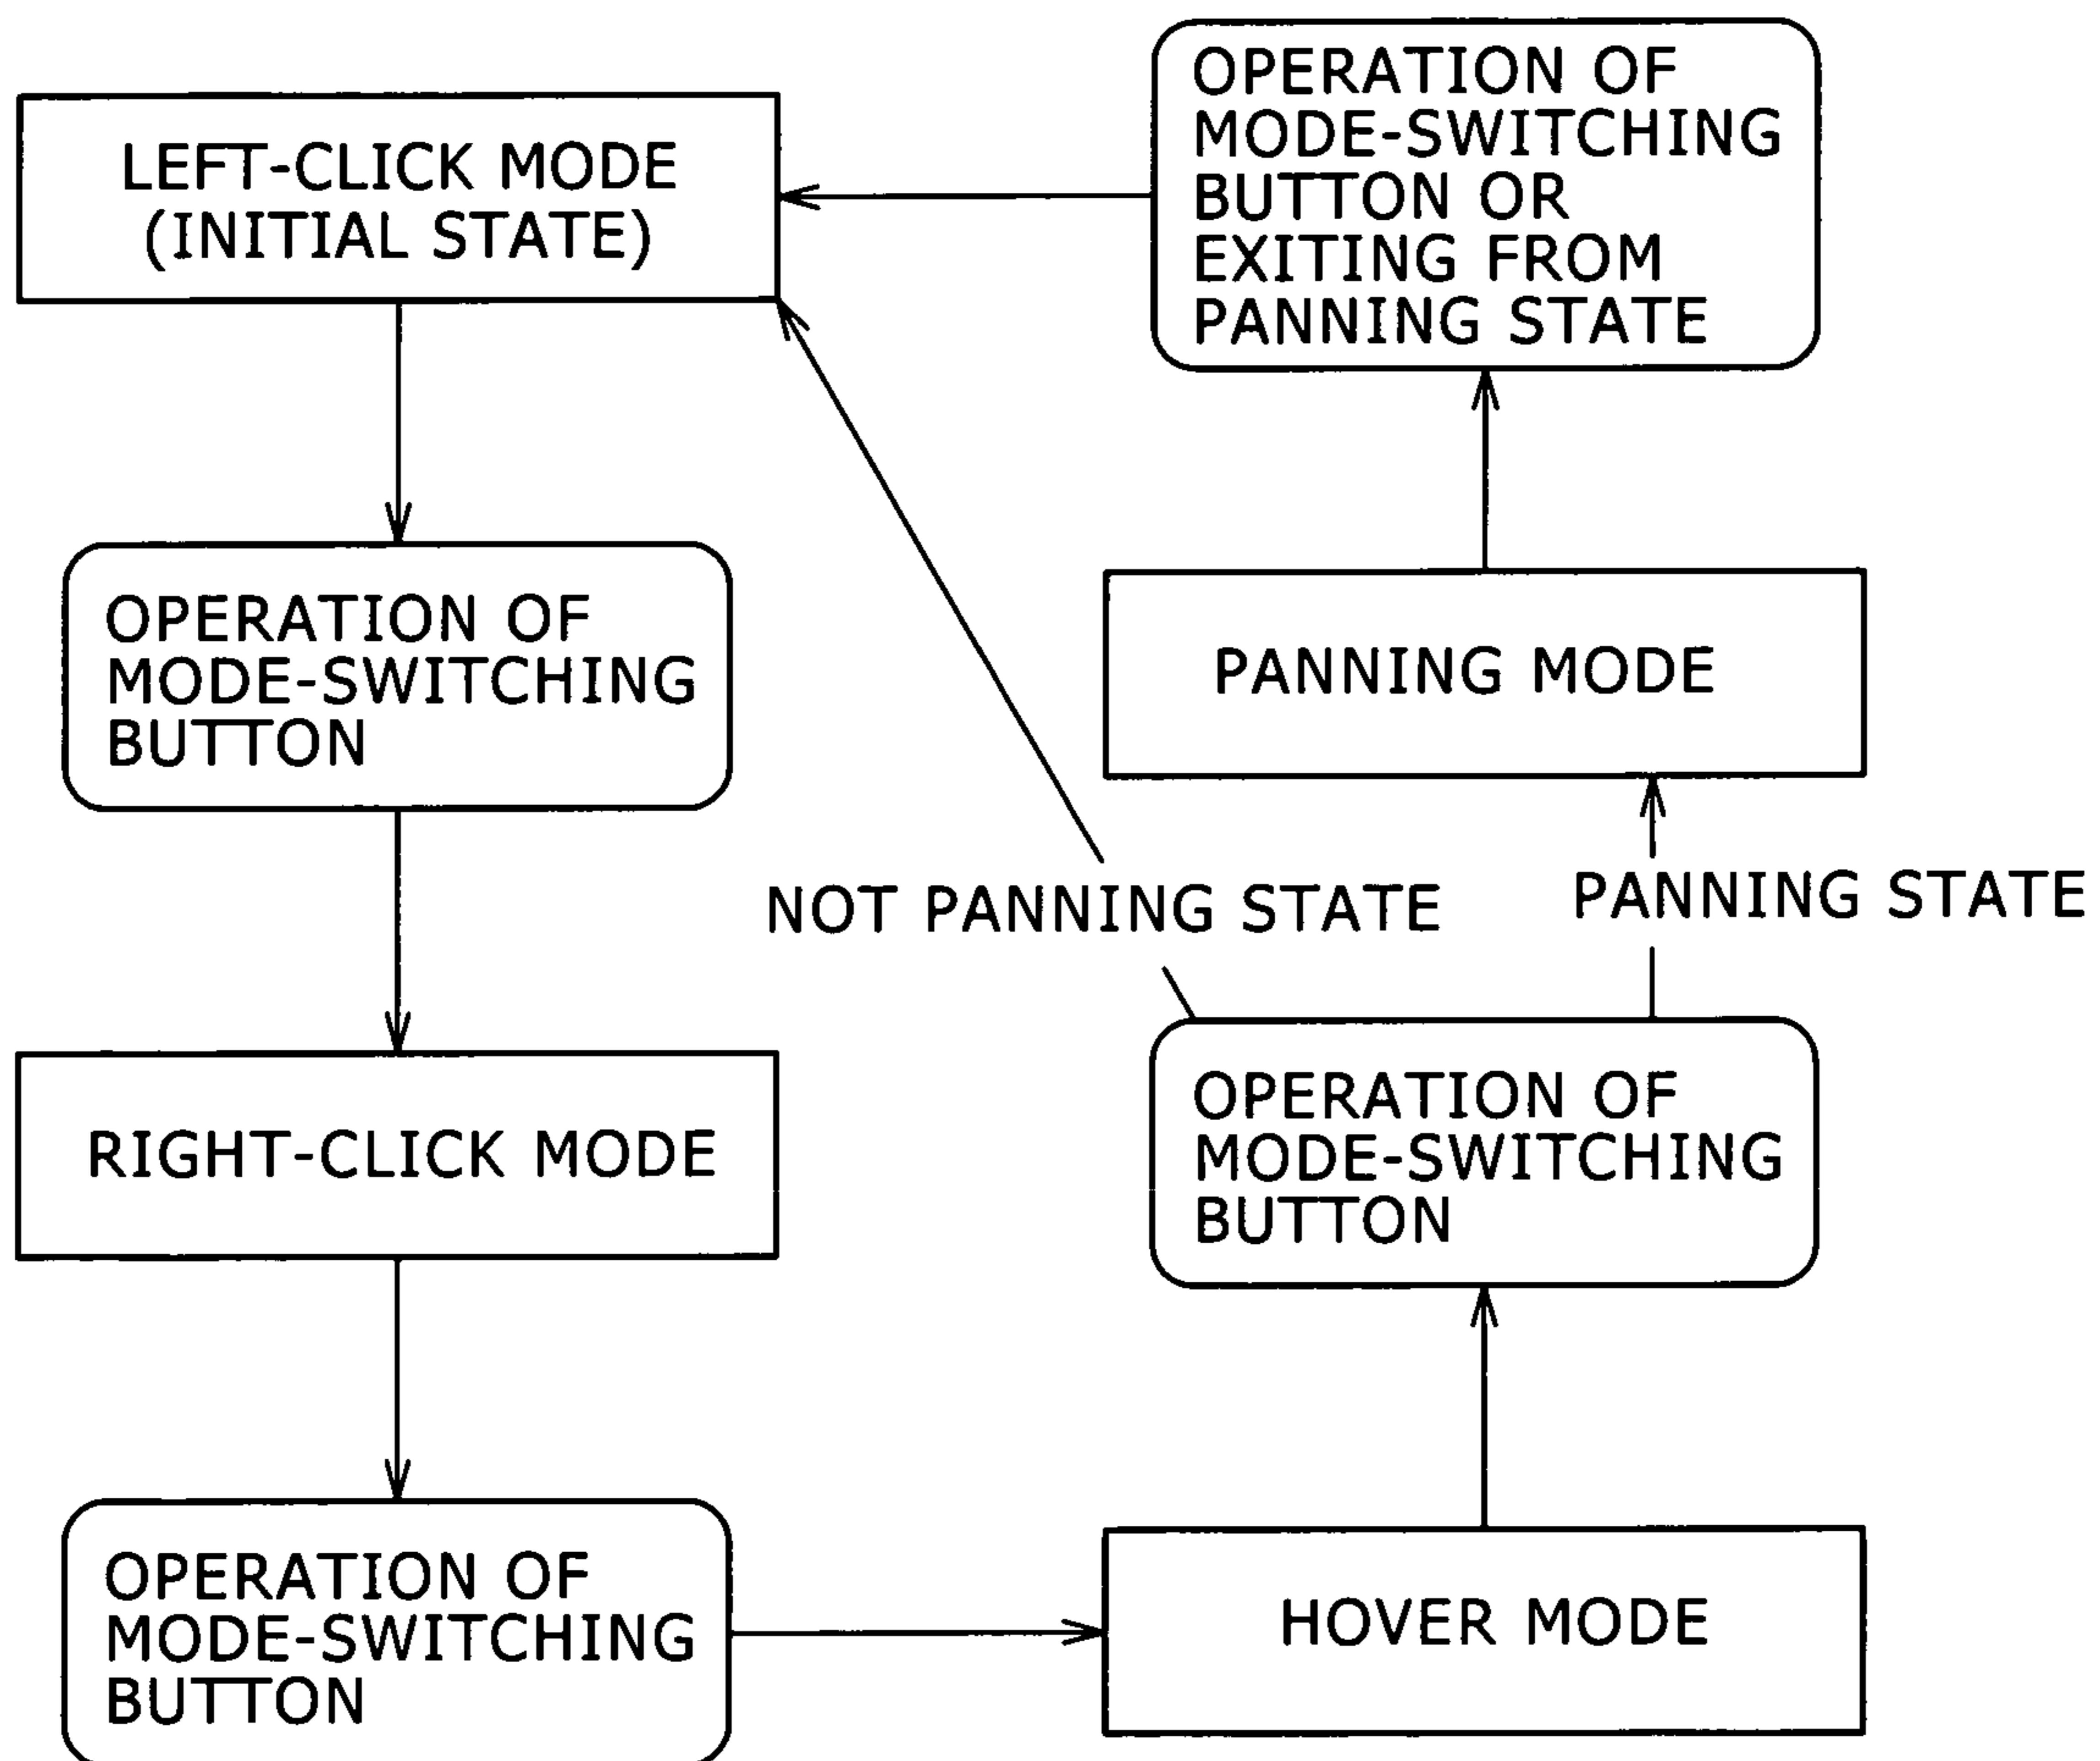 LEFT-CLICK MODE
(INITIAL STATE)
OPERATION OF
MODE-SWITCHING
BUTTON
RIGHT-CLICK MODE
OPERATION OF
MODE-SWITCHING
BUTTON
HOVER MODE
OPERATION OF
MODE-SWITCHING
BUTTON
NOT PANNING STATE
PANNING STATE
PANNING MODE
OPERATION OF
MODE-SWITCHING
BUTTON OR
EXITING FROM
PANNING STATE